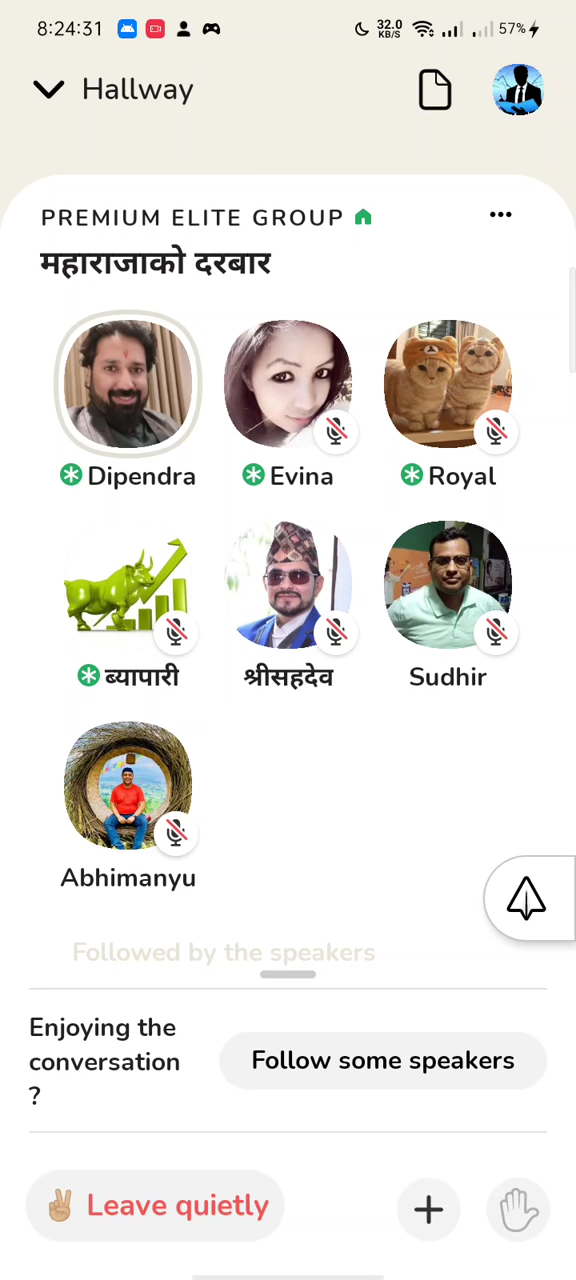 8:24:31
32.0
KB/S
57%
Hallway
PREMIUM ELITE GROUP
महाराजाको दरबार
Dipendra
Evina
Royal
ब्यापारी
श्रीसहदेव
Sudhir
Abhimanyu
Followed by the speakers
Enjoying the
conversation
?
Follow some speakers
Leave quietly